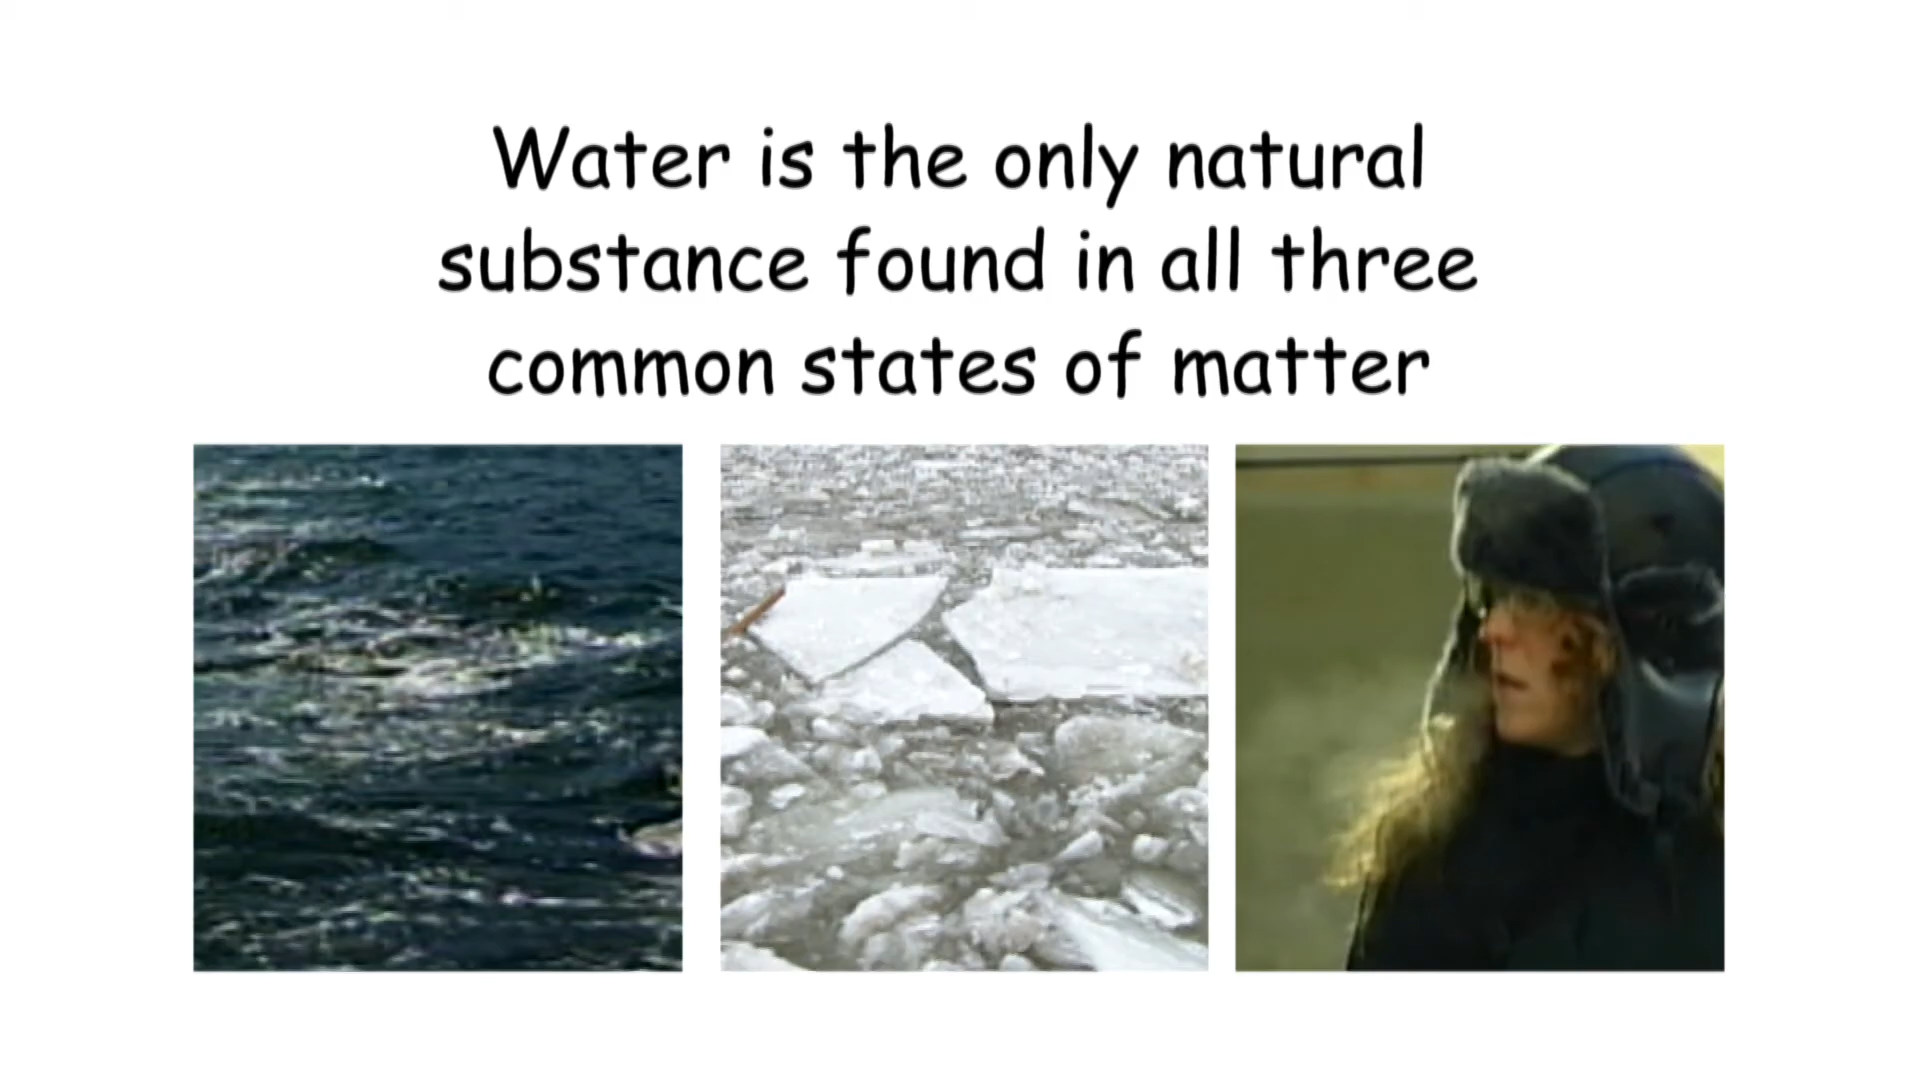 Water is the only natural
substance found in all three
common states of matter